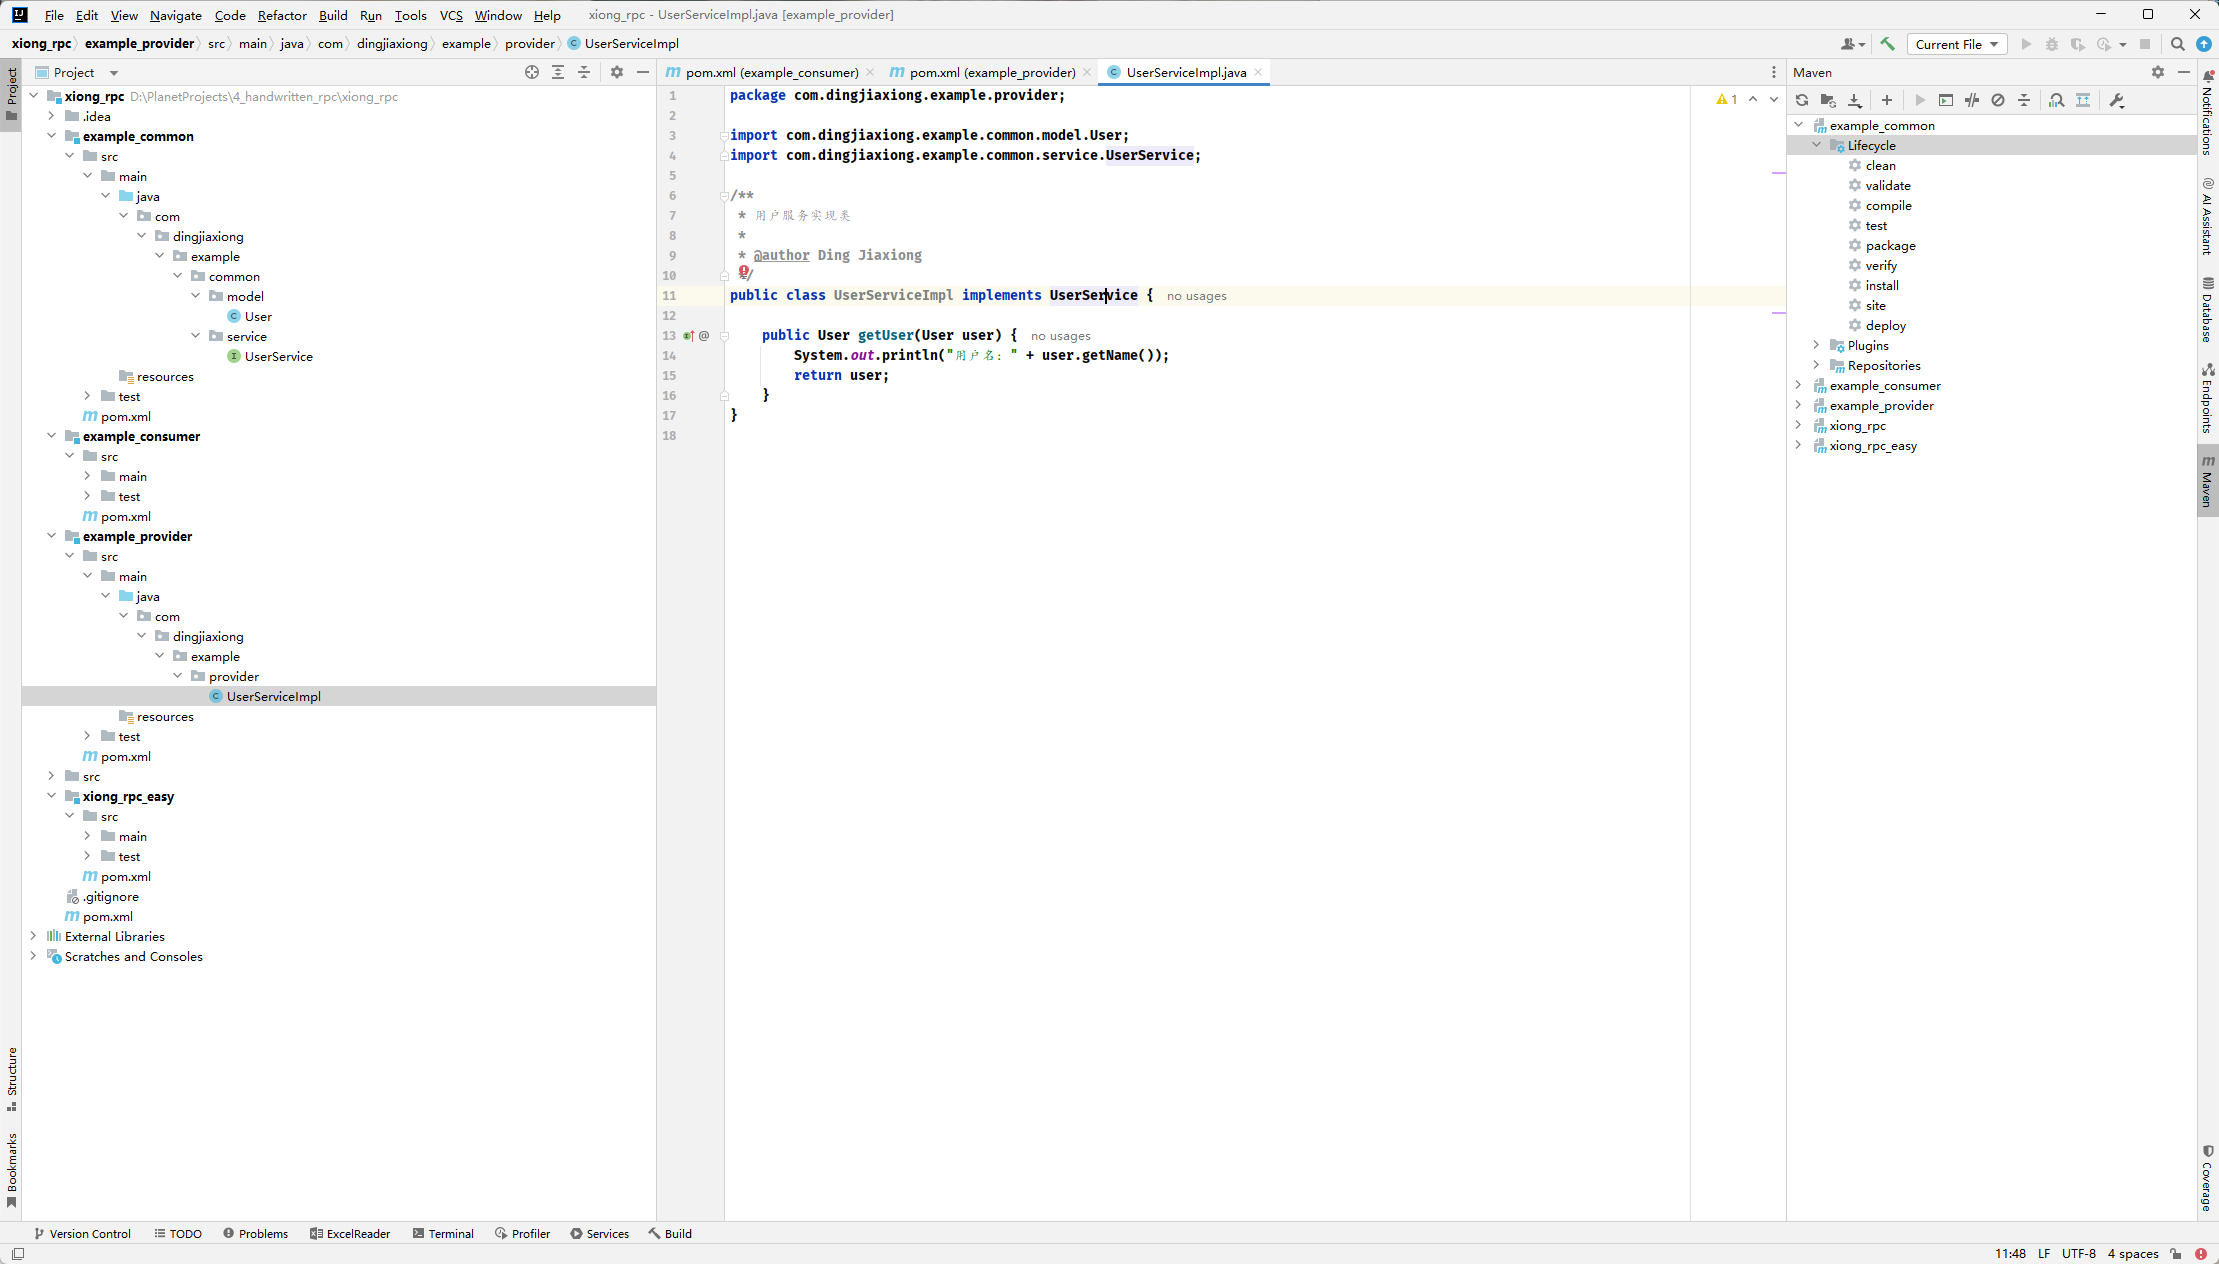 File Edit View Navigate Code Refactor Build Run Tools VCS Window Help xiong_rpc - UserServiceImpl.java [example_provider]
xiong_rpc example_provider src main java com dingjiaxiong example provider UserServiceImpl Current File
Project
pom.xml (example_consumer) pom.xml (example_provider) UserServiceImpl.java
Maven
Project
Structure
Bookmarks
xiong_rpc D:\PlanetProjects\4_handwritten_rpc\xiong_rpc
.idea
example_common
src
main
java
com
dingjiaxiong
example
common
model
User
service
UserService
resources
test
pom.xml
example_consumer
src
main
test
pom.xml
example_provider
src
main
java
com
dingjiaxiong
example
provider
UserServiceImpl
resources
test
pom.xml
src
xiong_rpc_easy
src
main
test
pom.xml
.gitignore
pom.xml
External Libraries
Scratches and Consoles
1 package com.dingjiaxiong.example.provider;
2
3 import com.dingjiaxiong.example.common.model.User;
4 import com.dingjiaxiong.example.common.service.UserService;
5
6 /**
7 * 用户服务实现类
8 *
9 * @author Ding Jiaxiong
10 */
11 public class UserServiceImpl implements UserService { no usages
12
13 public User getUser(User user) { no usages
14 System.out.println("用户名：" + user.getName());
15 return user;
16 }
17 }
18
1
example_common
Lifecycle
clean
validate
compile
test
package
verify
install
site
deploy
Plugins
Repositories
example_consumer
example_provider
xiong_rpc
xiong_rpc_easy
Notifications
AI Assistant
Database
Endpoints
Maven
Coverage
Version Control TODO Problems ExcelReader Terminal Profiler Services Build
11:48 LF UTF-8 4 spaces